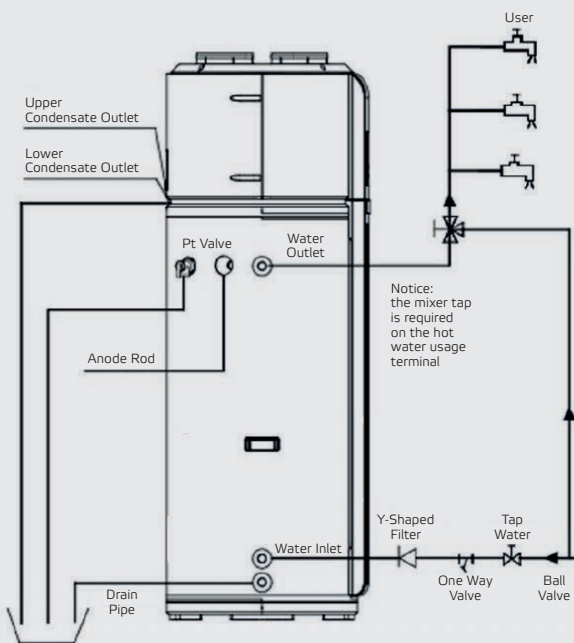 User
Upper
Condensate Outlet
Lower
Condensate Outlet
Pt Valve
Water
Outlet
Notice:
the mixer tap
is required
on the hot
water usage
terminal
Anode Rod
Y-Shaped
Filter
Tap
Water
Water Inlet
Drain
Pipe
One Way
Valve
Ball
Valve